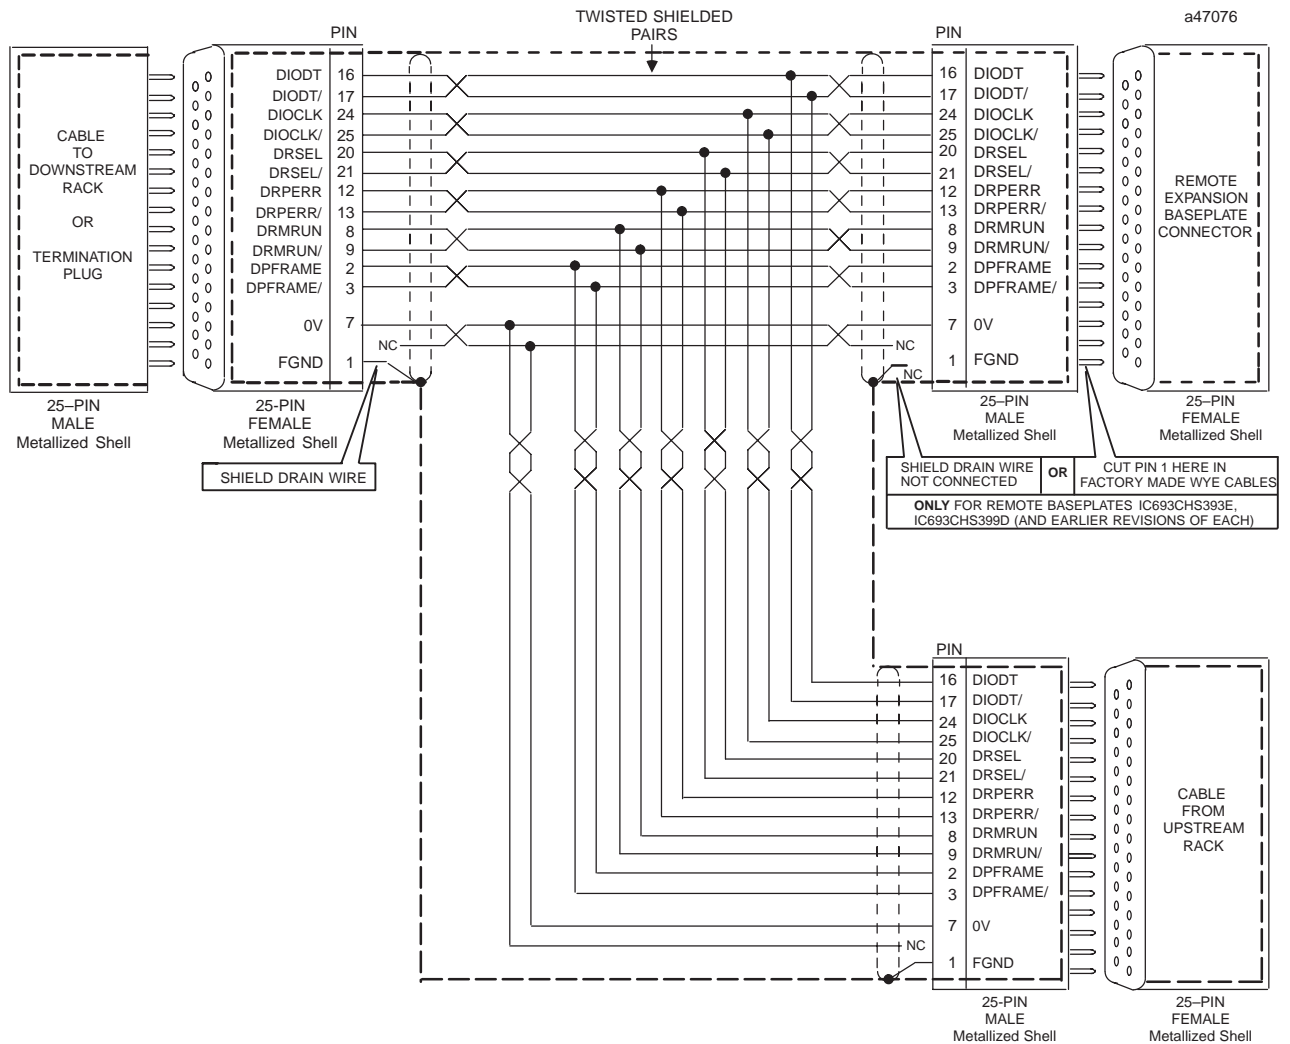 TWISTED SHIELDED
PAIRS
a47076
PIN
DIODT 16
DIODT/ 17
DIOCLK 24
DIOCLK/ 25
DRSEL 20
DRSEL/ 21
DRPERR 12
DRPERR/ 13
DRMRUN 8
DRMRUN/ 9
DPFRAME 2
DPFRAME/ 3
0V 7
NC
FGND 1
CABLE
TO
DOWNSTREAM
RACK
OR
TERMINATION
PLUG
25–PIN
MALE
Metallized Shell
25-PIN
FEMALE
Metallized Shell
SHIELD DRAIN WIRE
PIN
16 DIODT
17 DIODT/
24 DIOCLK
25 DIOCLK/
20 DRSEL
21 DRSEL/
12 DRPERR
13 DRPERR/
8 DRMRUN
9 DRMRUN/
2 DPFRAME
3 DPFRAME/
7 0V
NC
1 FGND
NC
REMOTE
EXPANSION
BASEPLATE
CONNECTOR
25–PIN
MALE
Metallized Shell
25–PIN
FEMALE
Metallized Shell
SHIELD DRAIN WIRE
NOT CONNECTED
OR
CUT PIN 1 HERE IN
FACTORY MADE WYE CABLES
ONLY FOR REMOTE BASEPLATES IC693CHS393E,
IC693CHS399D (AND EARLIER REVISIONS OF EACH)
PIN
16 DIODT
17 DIODT/
24 DIOCLK
25 DIOCLK/
20 DRSEL
21 DRSEL/
12 DRPERR
13 DRPERR/
8 DRMRUN
9 DRMRUN/
2 DPFRAME
3 DPFRAME/
7 0V
NC
1 FGND
CABLE
FROM
UPSTREAM
RACK
25-PIN
MALE
Metallized Shell
25–PIN
FEMALE
Metallized Shell